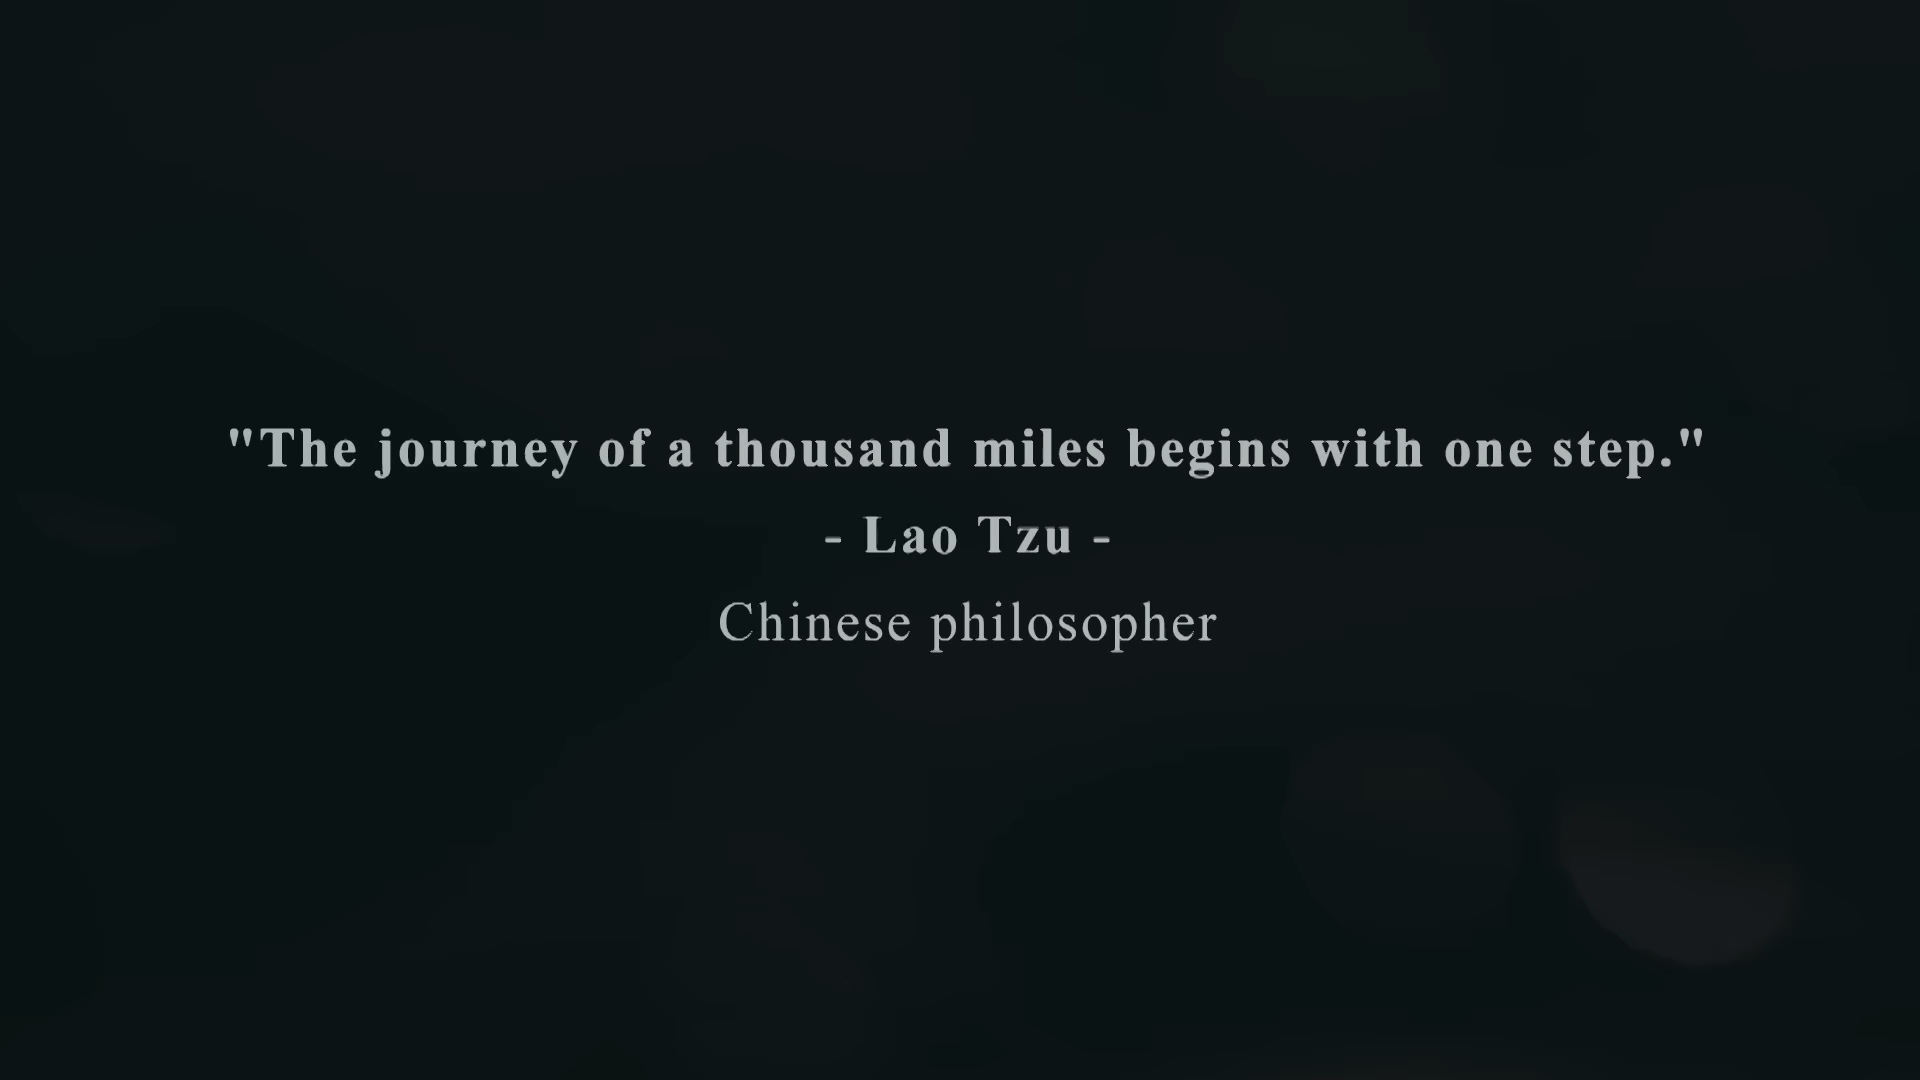 "The journey of a thousand miles begins with one step."
- Lao Tzu -
Chinese philosopher